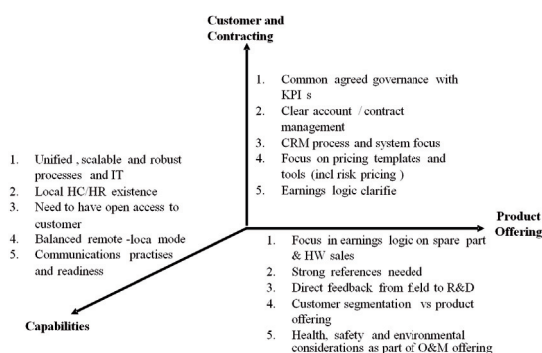 Customer and
Contracting
1. Common agreed governance with
KPI s
2. Clear account / contract
management
3. CRM process and system focus
4. Focus on pricing templates and
tools (incl risk pricing )
5. Earnings logic clarifie
1. Unified , scalable and robust
processes and IT
2. Local HC/HR existence
3. Need to have open access to
customer
4. Balanced remote -loca mode
5. Communications practises
and readiness
Product
Offering
1. Focus in earnings logic on spare part
& HW sales
2. Strong references needed
3. Direct feedback from field to R&D
4. Customer segmentation vs product
offering
5. Health, safety and environmental
considerations as part of O&M offering
Capabilities